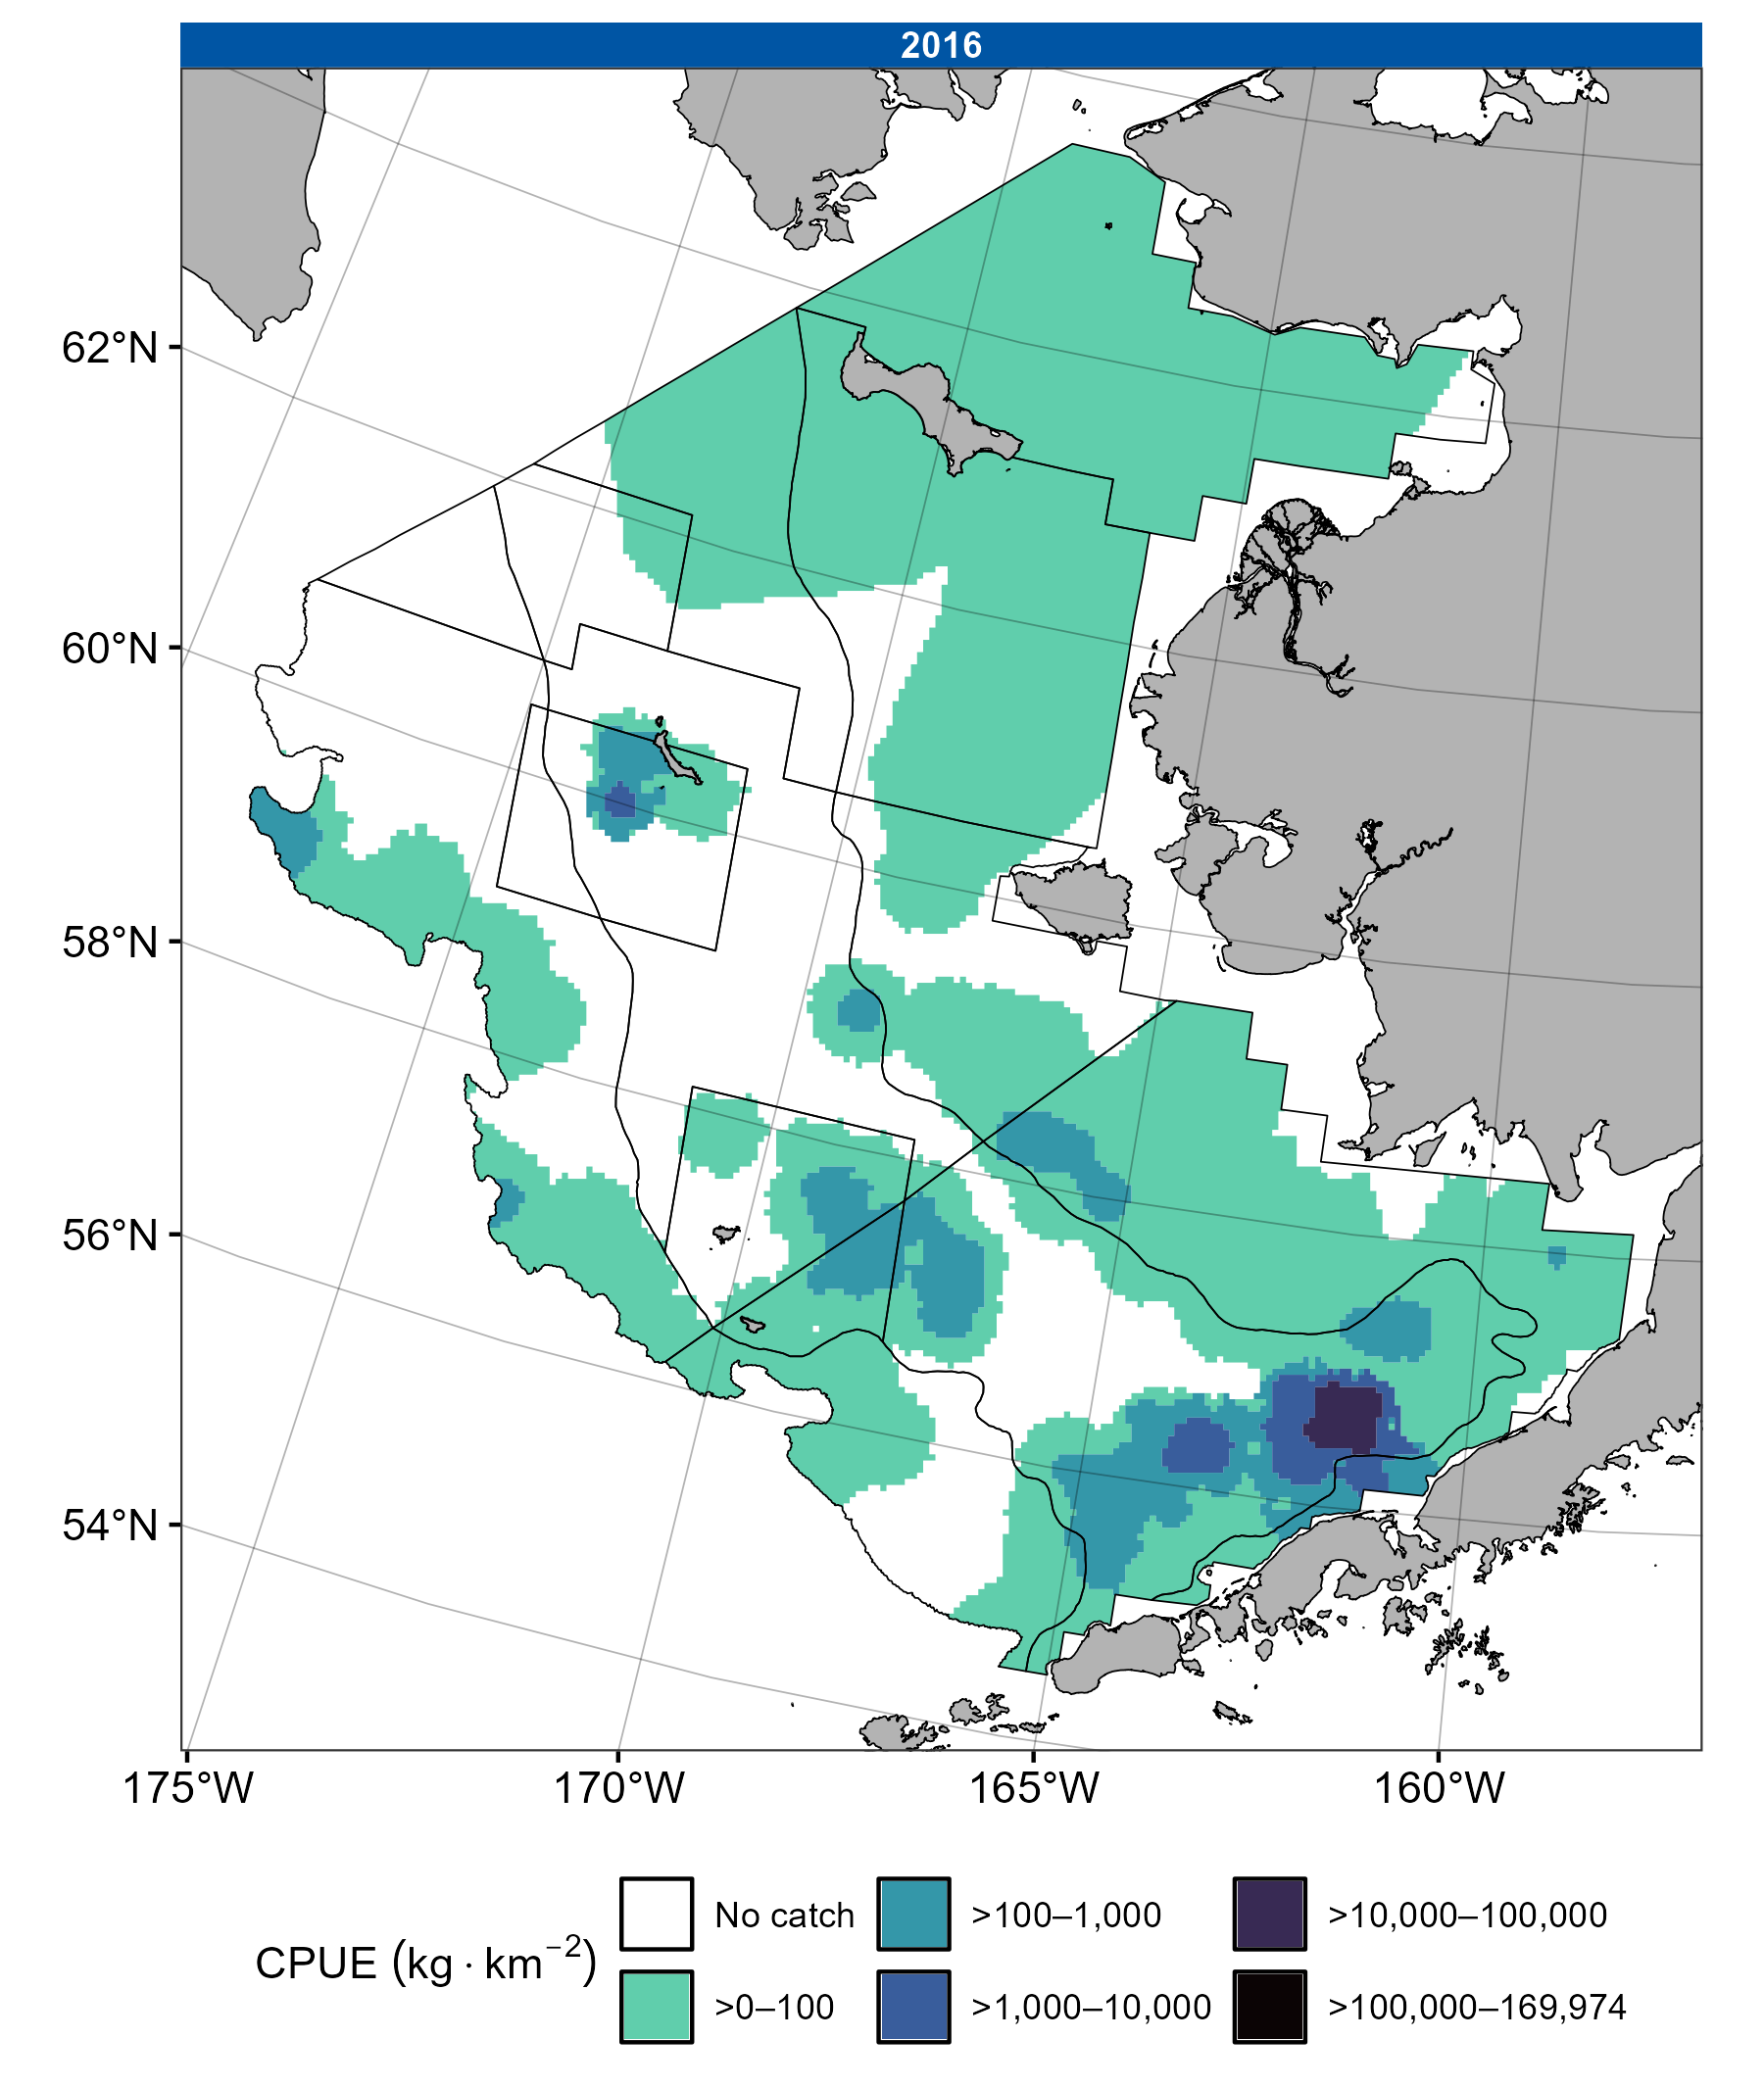 2016
62°N
60°N
58°N
56°N
54°N
175°W 170°W 165°W 160°W
CPUE (kg · km⁻²)
No catch >100–1,000 >10,000–100,000
>0–100 >1,000–10,000 >100,000–169,974